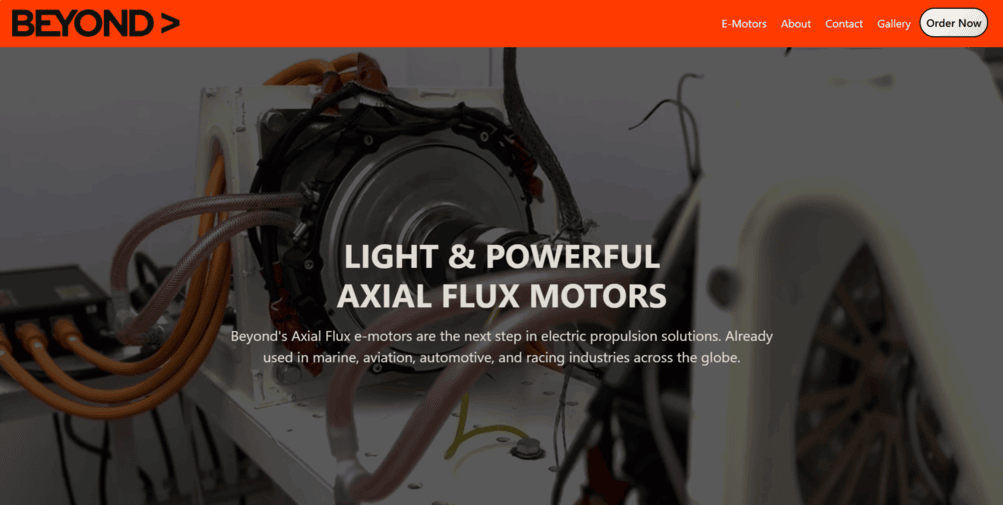 BEYOND >
E-Motors About Contact Gallery Order Now
LIGHT & POWERFUL
AXIAL FLUX MOTORS
Beyond's Axial Flux e-motors are the next step in electric propulsion solutions. Already
used in marine, aviation, automotive, and racing industries across the globe.